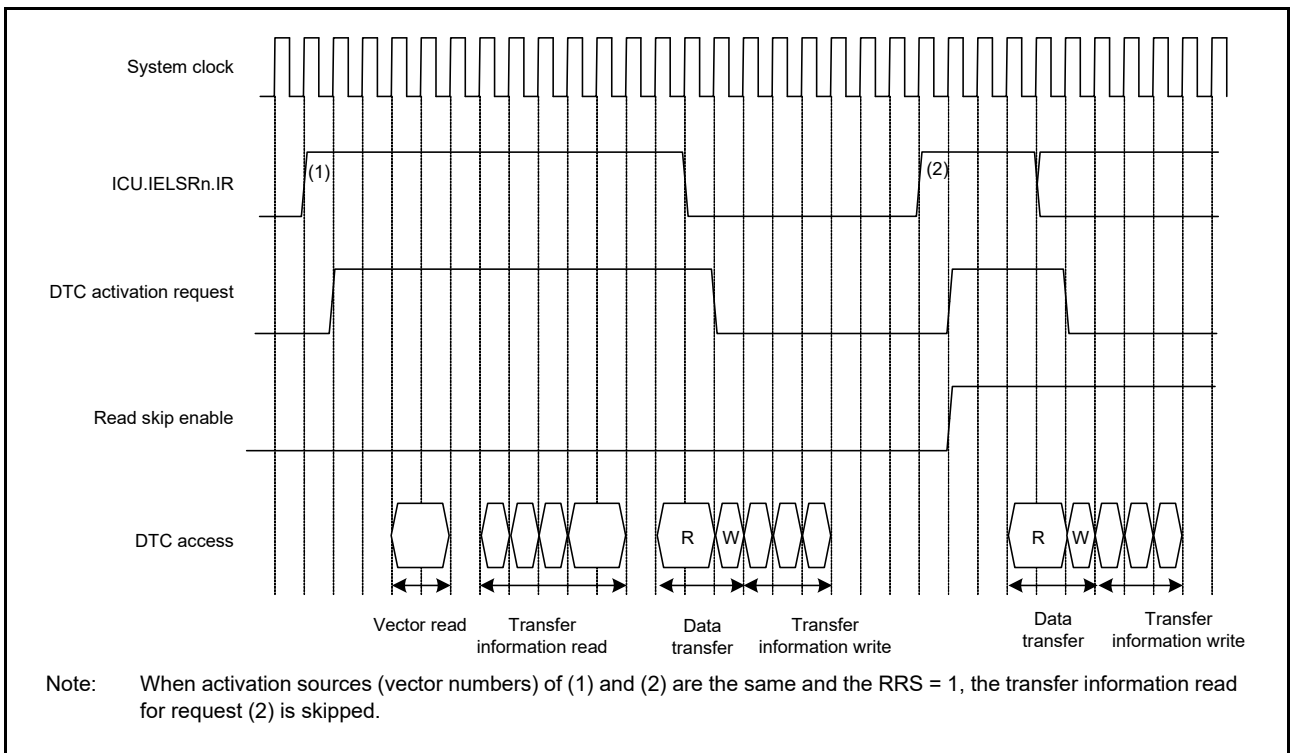 System clock
ICU.IELSRn.IR
(1)
(2)
DTC activation request
Read skip enable
DTC access
R
W
R
W
Vector read
Transfer
information read
Data
transfer
Transfer
information write
Data
transfer
Transfer
information write
Note: When activation sources (vector numbers) of (1) and (2) are the same and the RRS = 1, the transfer information read
for request (2) is skipped.